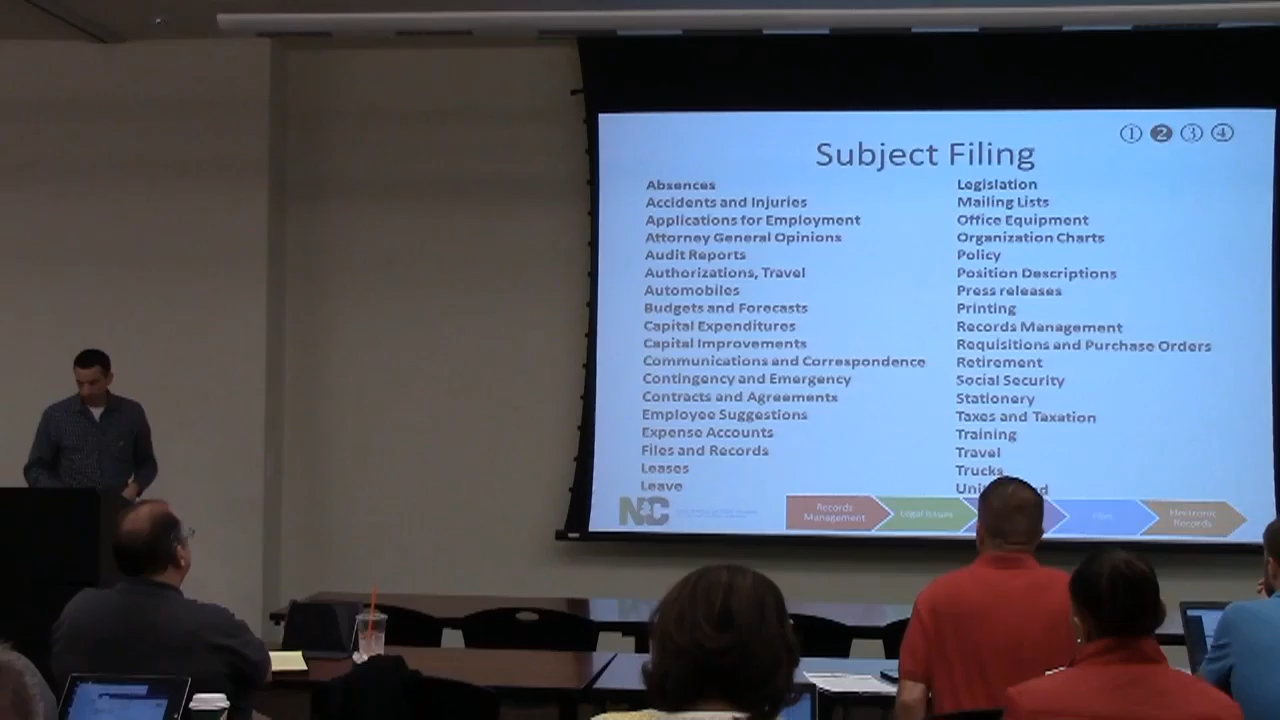 ① ② ③ ④
Subject Filing
Absences
Accidents and Injuries
Applications for Employment
Attorney General Opinions
Audit Reports
Authorizations, Travel
Automobiles
Budgets and Forecasts
Capital Expenditures
Capital Improvements
Communications and Correspondence
Contingency and Emergency
Contracts and Agreements
Employee Suggestions
Expense Accounts
Files and Records
Leases
Leave
Legislation
Mailing Lists
Office Equipment
Organization Charts
Policy
Position Descriptions
Press releases
Printing
Records Management
Requisitions and Purchase Orders
Retirement
Social Security
Stationery
Taxes and Taxation
Training
Travel
Trucks
N&C
Records
Management
Legal Issues
Files
Electronic
Records